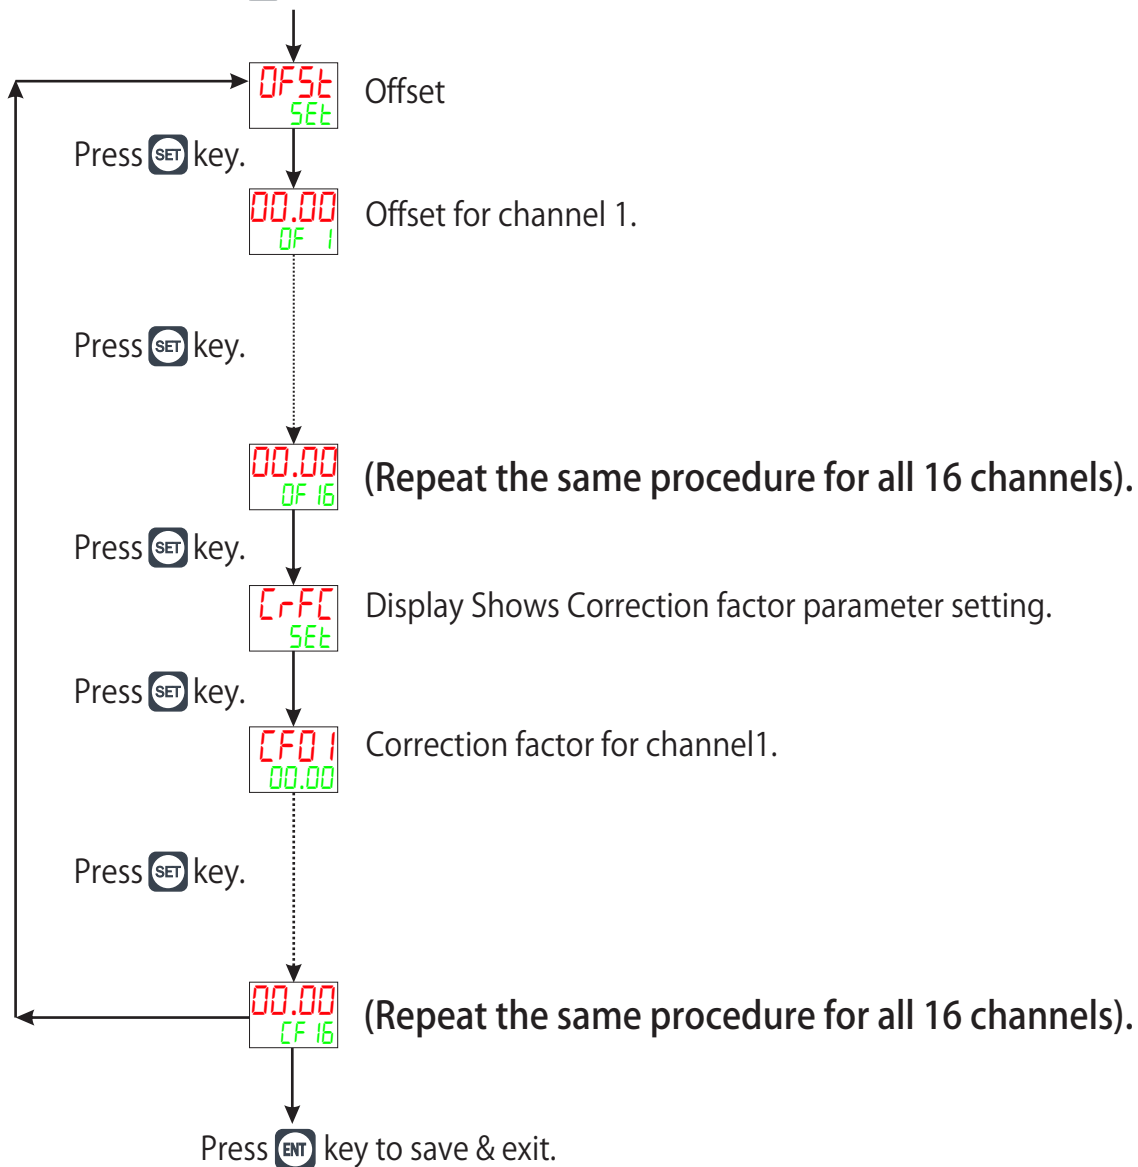 OFSt
SEt
Offset
Press SET key.
00.00
OF 1
Offset for channel 1.
Press SET key.
00.00
OF 16
(Repeat the same procedure for all 16 channels).
Press SET key.
CrFC
SEt
Display Shows Correction factor parameter setting.
Press SET key.
CF01
00.00
Correction factor for channel1.
Press SET key.
00.00
CF 16
(Repeat the same procedure for all 16 channels).
Press ENT key to save & exit.